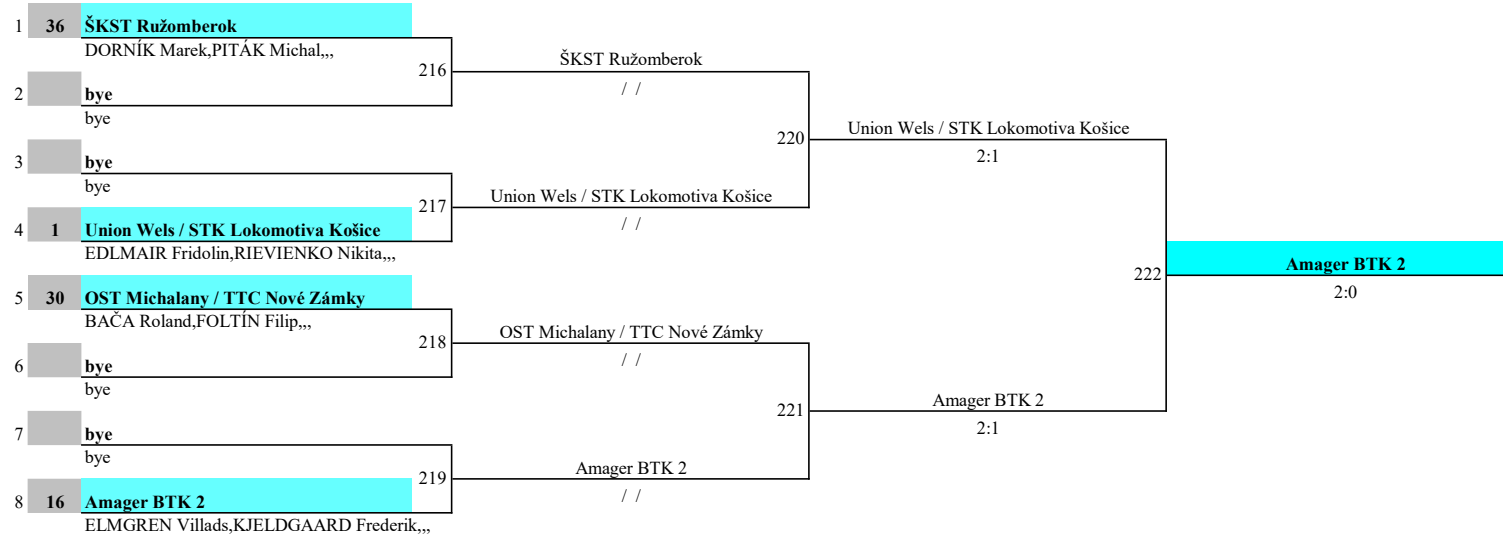 1 36 ŠKST Ružomberok
DORNÍK Marek,PITÁK Michal,,,
216
ŠKST Ružomberok
/ /
2 bye
bye
220
Union Wels / STK Lokomotiva Košice
2:1
3 bye
bye
217
Union Wels / STK Lokomotiva Košice
/ /
4 1 Union Wels / STK Lokomotiva Košice
EDLMAIR Fridolin,RIEVIENKO Nikita,,,
222
Amager BTK 2
2:0
5 30 OST Michalany / TTC Nové Zámky
BAČA Roland,FOLTÍN Filip,,,
218
OST Michalany / TTC Nové Zámky
/ /
6 bye
bye
221
Amager BTK 2
2:1
7 bye
bye
219
Amager BTK 2
/ /
8 16 Amager BTK 2
ELMGREN Villads,KJELDGAARD Frederik,,,